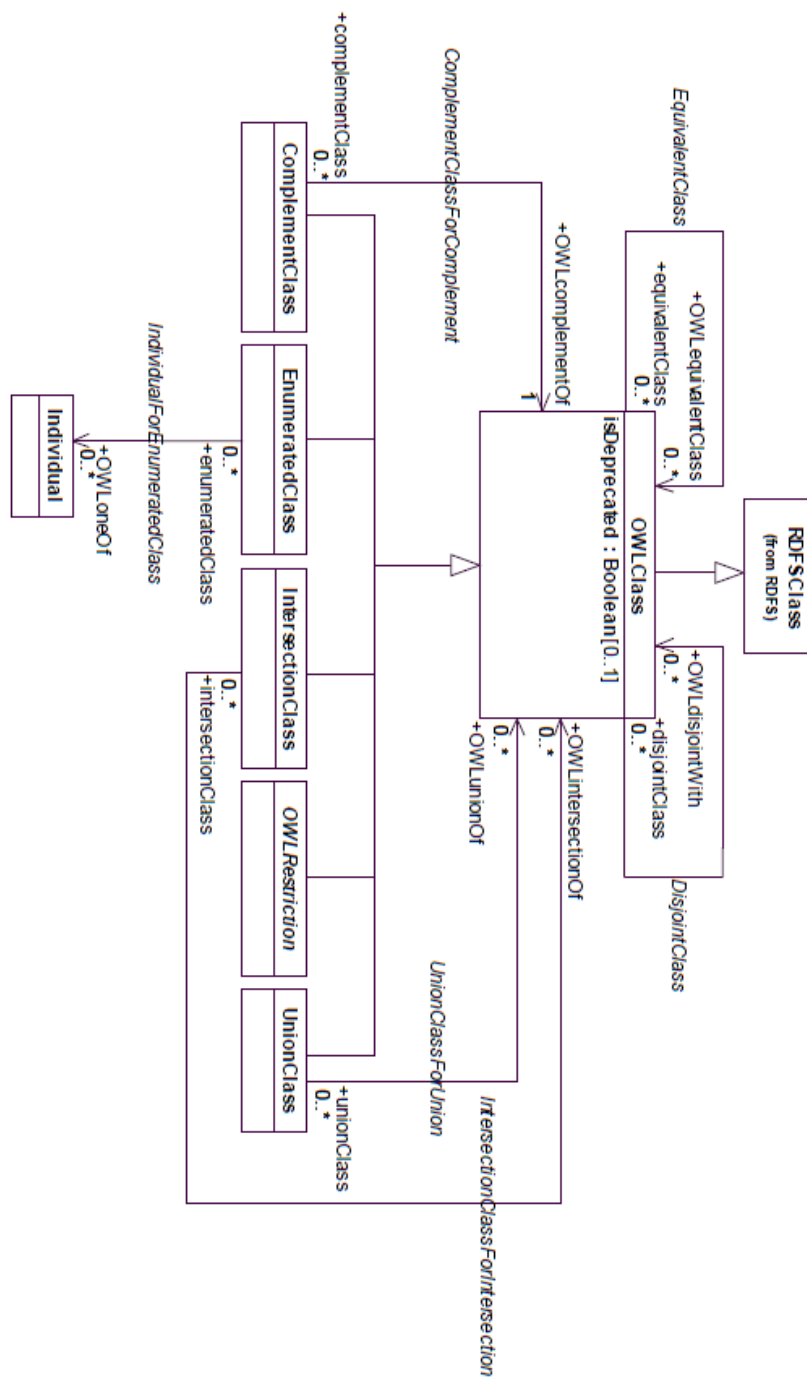 RDFSClass
(from RDFS)
EquivalentClass
+OWLequivalentClass
0..*
+equivalentClass
0..*
+OWLdisjointWith
0..*
+disjointClass
0..*
DisjointClass
OWLClass
isDeprecated : Boolean [0..1]
+OWLcomplementOf
1
+OWLintersectionOf
0..*
+OWLunionOf
0..*
ComplementClassForComplement
UnionClassForUnion
IntersectionClassForIntersection
+complementClass
0..*
+unionClass
0..*
ComplementClass
EnumeratedClass
IntersectionClass
OWLRestriction
UnionClass
0..*
+enumeratedClass
0..*
+intersectionClass
IndividualForEnumeratedClass
+OWLoneOf
0..*
Individual